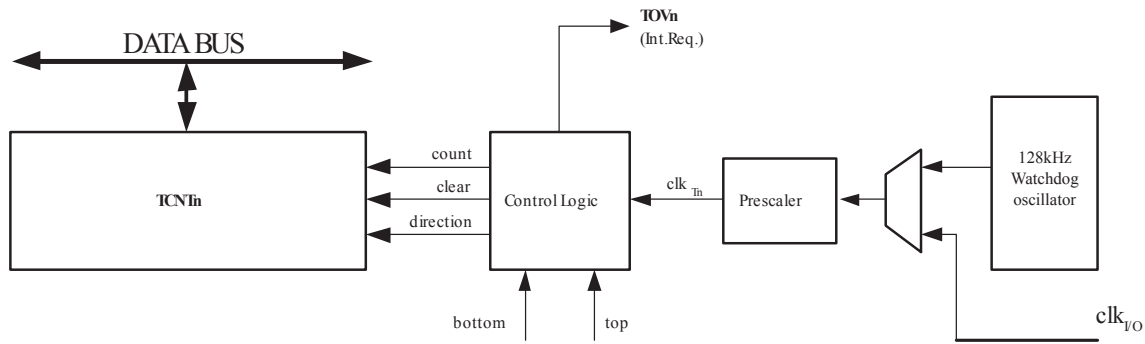 TOVn
(Int.Req.)
DATA BUS
TCNTn
count
clear
direction
Control Logic
clk Tn
Prescaler
128kHz
Watchdog
oscillator
bottom
top
clk I/O